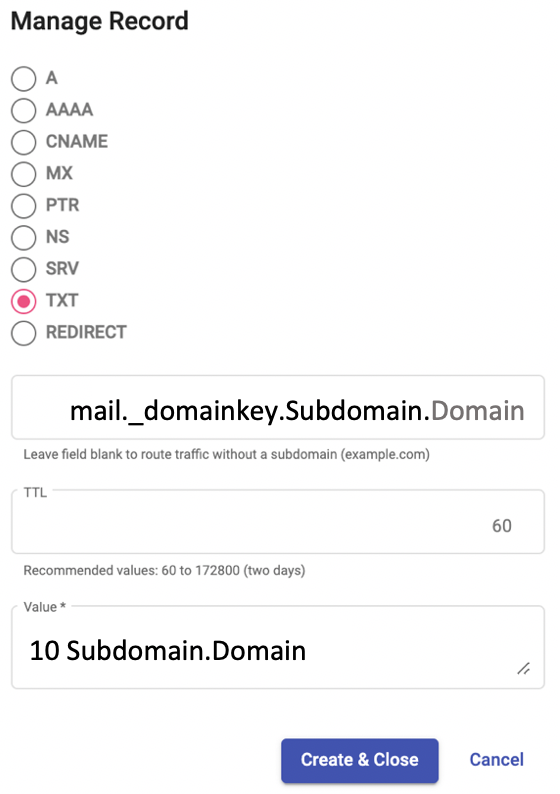 Manage Record
A
AAAA
CNAME
MX
PTR
NS
SRV
TXT
REDIRECT
mail._domainkey.Subdomain.Domain
Leave field blank to route traffic without a subdomain (example.com)
TTL
60
Recommended values: 60 to 172800 (two days)
Value *
10 Subdomain.Domain
Create & Close Cancel